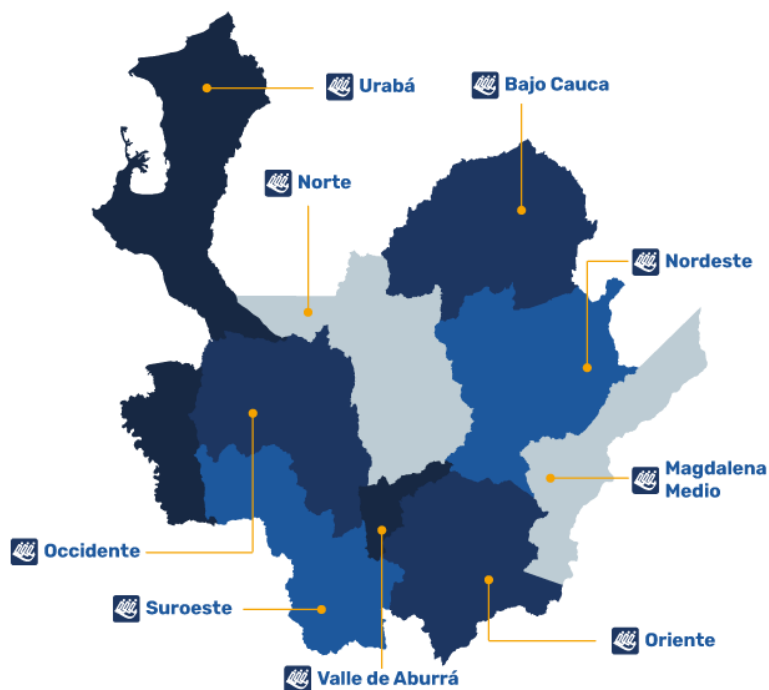 Urabá
Bajo Cauca
Norte
Nordeste
Magdalena
Medio
Occidente
Suroeste
Oriente
Valle de Aburrá